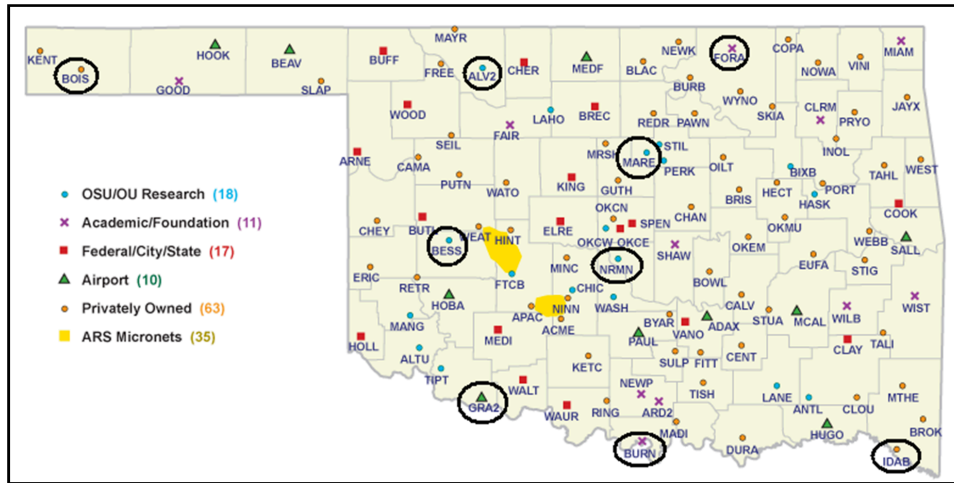 MAYR
KENT
BOIS
HOOK
BEAV
GOOD
SLAP
BUFF
FREE
ALV2
CHER
MEDF
BLAC
NEWK
FORA
COPA
NOWA
VINI
MIAM
BURB
WYNO
SKIA
CLRM
PRYO
JAYX
WOOD
LAHO
BREC
REDR
PAWN
FAIR
SEIL
ARNE
CAMA
MRSH
MARE
STIL
PERK
OILT
INOL
BIXB
TAHL
WEST
OSU/OU Research (18)
Academic/Foundation (11)
Federal/City/State (17)
Airport (10)
Privately Owned (63)
ARS Micronets (35)
PUTN
WATO
KING
GUTH
BRIS
HECT
PORT
HASK
COOK
CHEY
BUTL
BESS
WEAT
HINT
ELRE
OKCN
SPEN
OKCW
OKCE
CHAN
OKMU
WEBB
SALL
SHAW
OKEM
EUFA
STIG
ERIC
RETR
FTCB
MINC
NRMN
BOWL
HOBA
CHIC
WASH
NINN
APAC
ACME
CALV
STUA
MCAL
WILB
WIST
MANG
BYAR
VANO
ADAX
PAUL
HOLL
ALTU
MEDI
KETC
SULP
FITT
CENT
CLAY
TALI
TIPT
GRA2
WALT
WAUR
RING
NEWP
ARD2
TISH
LANE
ANTL
CLOU
MTHE
MADI
BURN
DURA
HUGO
BROK
IDAB